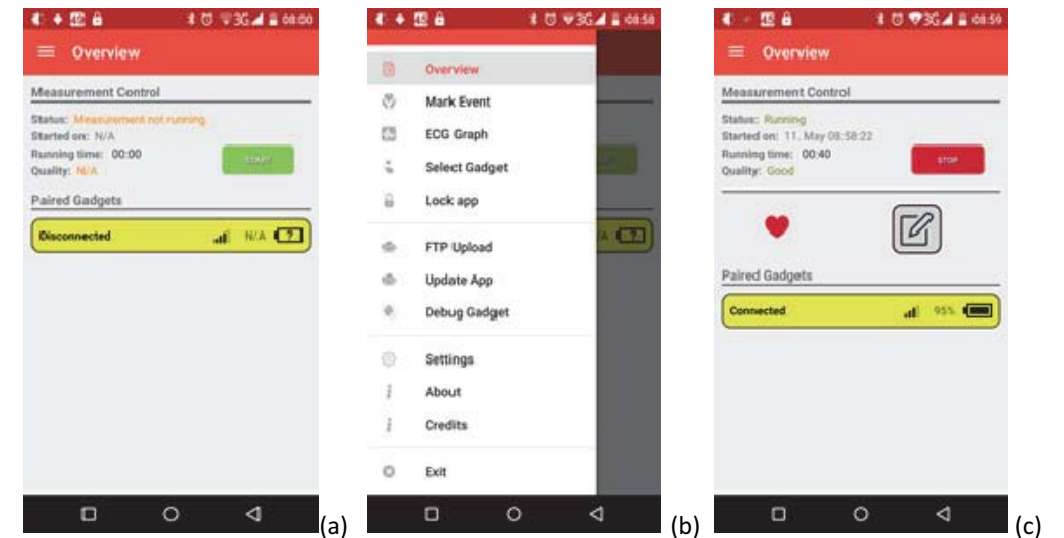 3G 08:00
Overview
Measurement Control
Status: Measurement not running
Started on: N/A
Running time: 00:00
START
Quality: N/A
Paired Gadgets
Disconnected N/A ?
(a)
3G 08:58
Overview
Mark Event
ECG Graph
Select Gadget
Lock app
FTP Upload
Update App
Debug Gadget
Settings
About
Credits
Exit
/A ?
(b)
3G 08:59
Overview
Measurement Control
Status: Running
Started on: 11. May 08:58:22
Running time: 00:40
STOP
Quality: Good
Paired Gadgets
Connected 95%
(c)